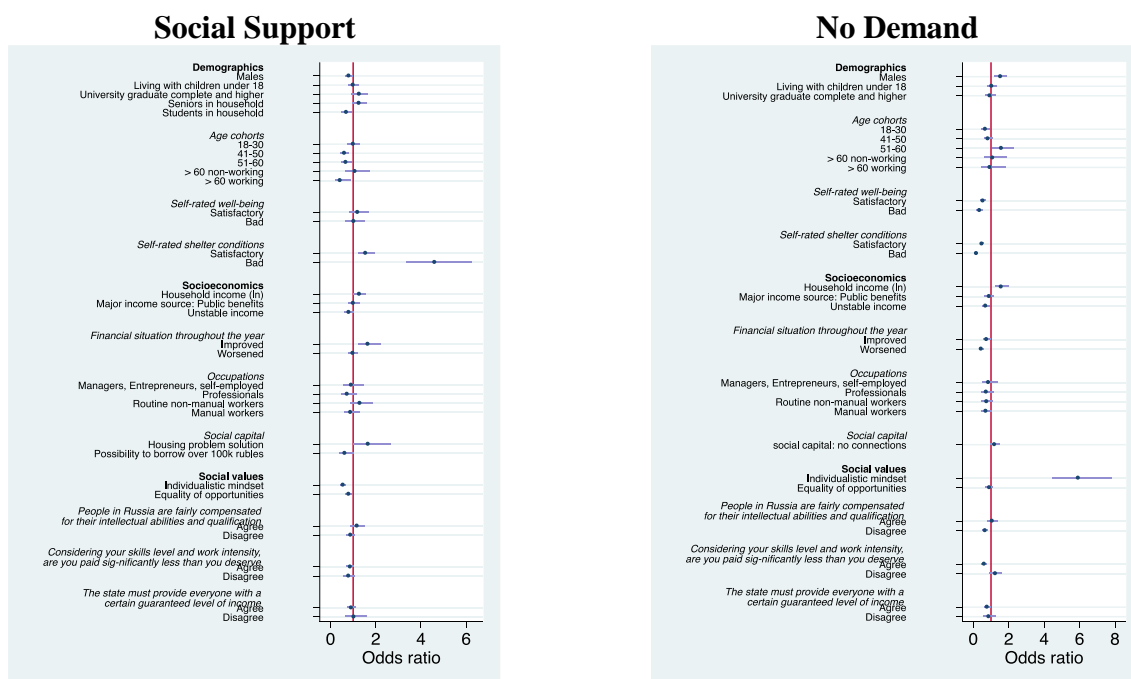 Social Support
Demographics
Males
Living with children under 18
University graduate complete and higher
Seniors in household
Students in household
Age cohorts
18-30
41-50
51-60
> 60 non-working
> 60 working
Self-rated well-being
Satisfactory
Bad
Self-rated shelter conditions
Satisfactory
Bad
Socioeconomics
Household income (ln)
Major income source: Public benefits
Unstable income
Financial situation throughout the year
Improved
Worsened
Occupations
Managers, Entrepreneurs, self-employed
Professionals
Routine non-manual workers
Manual workers
Social capital
Housing problem solution
Possibility to borrow over 100k rubles
Social values
Individualistic mindset
Equality of opportunities
People in Russia are fairly compensated
for their intellectual abilities and qualification
Agree
Disagree
Considering your skills level and work intensity,
are you paid sig-nificantly less than you deserve
Agree
Disagree
The state must provide everyone with a
certain guaranteed level of income
Agree
Disagree
0 2 4 6
Odds ratio
No Demand
Demographics
Males
Living with children under 18
University graduate complete and higher
Age cohorts
18-30
41-50
51-60
> 60 non-working
> 60 working
Self-rated well-being
Satisfactory
Bad
Self-rated shelter conditions
Satisfactory
Bad
Socioeconomics
Household income (ln)
Major income source: Public benefits
Unstable income
Financial situation throughout the year
Improved
Worsened
Occupations
Managers, Entrepreneurs, self-employed
Professionals
Routine non-manual workers
Manual workers
Social capital
social capital: no connections
Social values
Individualistic mindset
Equality of opportunities
People in Russia are fairly compensated
for their intellectual abilities and qualification
Agree
Disagree
Considering your skills level and work intensity,
are you paid sig-nificantly less than you deserve
Agree
Disagree
The state must provide everyone with a
certain guaranteed level of income
Agree
Disagree
0 2 4 6 8
Odds ratio